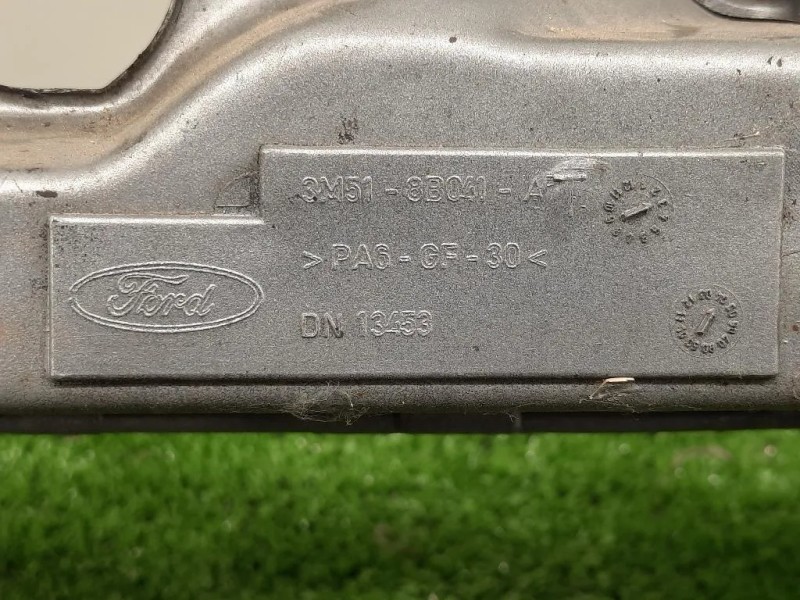 3M51-8B041-A
Ford
>PA6-GF-30<
DN 13453